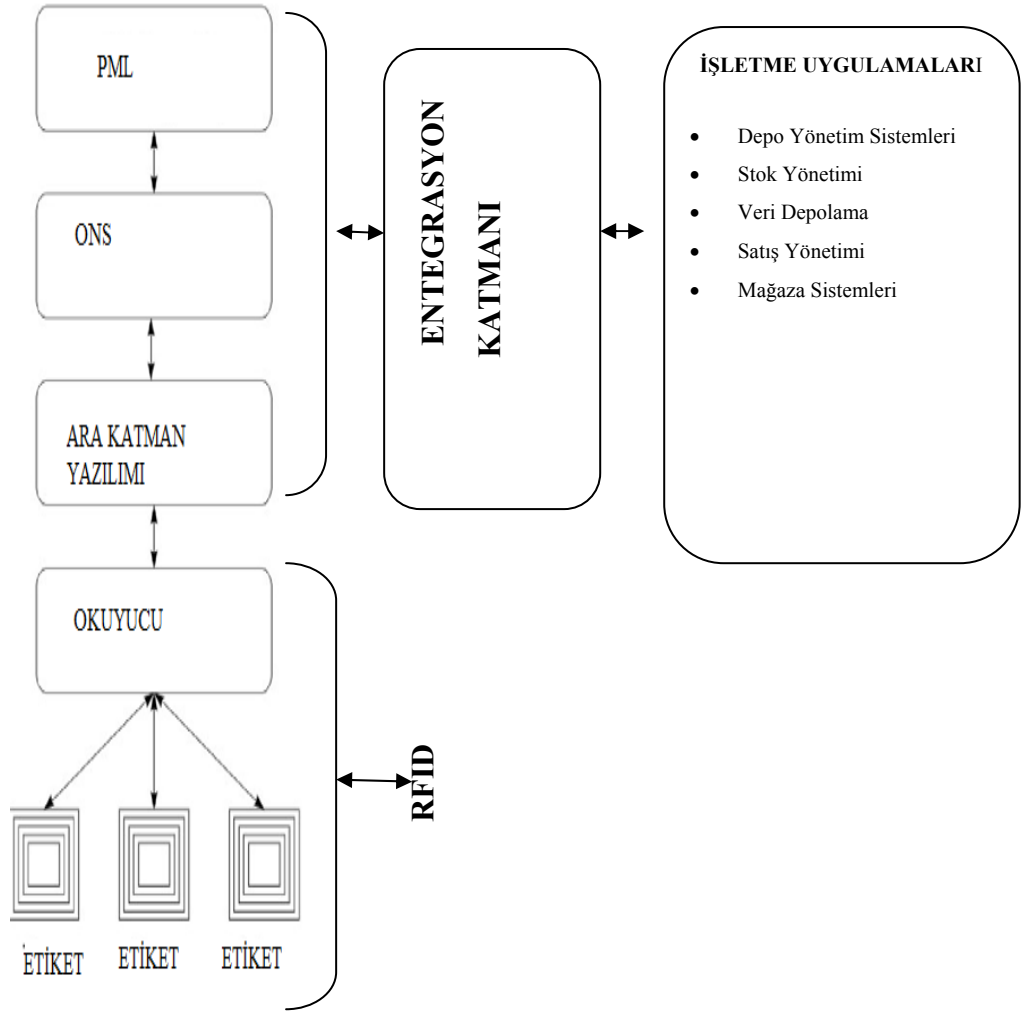 PML
ONS
ARA KATMAN
YAZILIMI
OKUYUCU
ETİKET
ETİKET
ETİKET
RFID
ENTEGRASYON
KATMANI
İŞLETME UYGULAMALARI
• Depo Yönetim Sistemleri
• Stok Yönetimi
• Veri Depolama
• Satış Yönetimi
• Mağaza Sistemleri